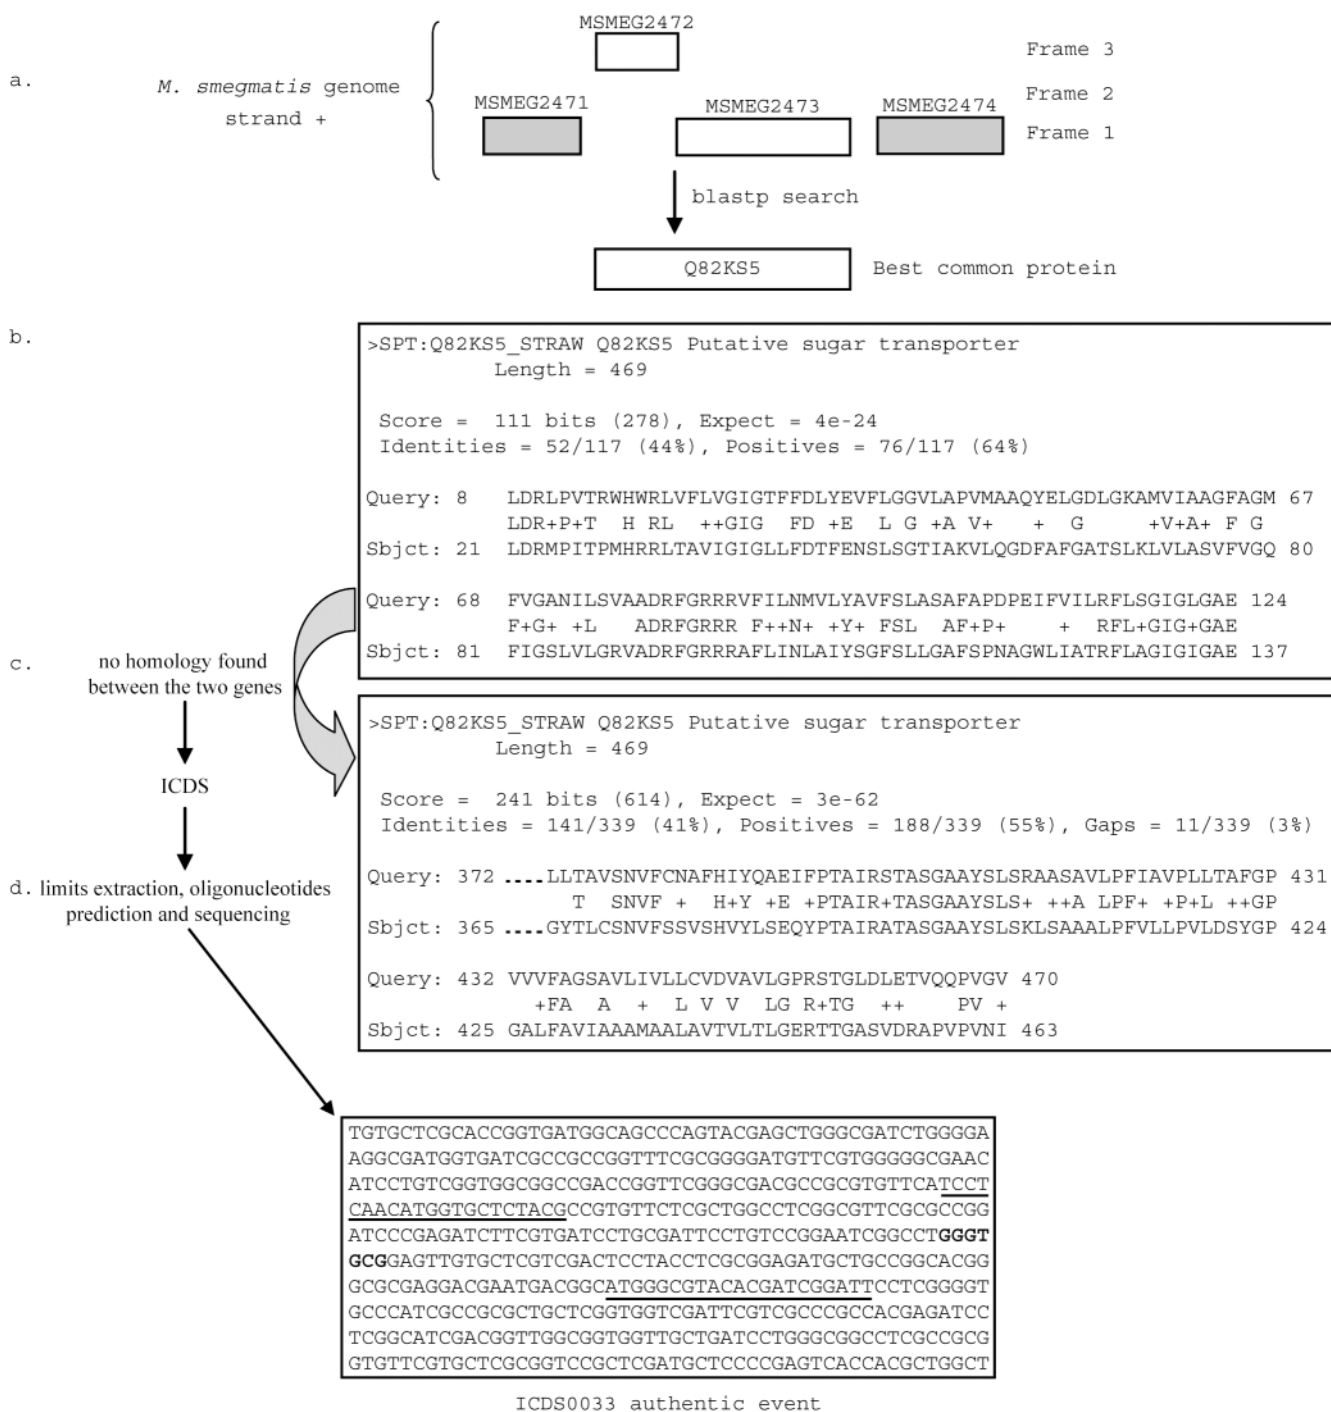 MSMEG2472
Frame 3
a.
M. smegmatis genome
strand +
MSMEG2471
MSMEG2473
MSMEG2474
Frame 2
Frame 1
blastp search
Q82KS5
Best common protein
b.
>SPT:Q82KS5_STRAW Q82KS5 Putative sugar transporter
Length = 469
Score = 111 bits (278), Expect = 4e-24
Identities = 52/117 (44%), Positives = 76/117 (64%)
Query: 8 LDRLPVTRWHWRLVFLVGIGTFFDLYEVFLGGVLAPVMAAQYELGDLGKAMVIAAGFAGM 67
LDR+P+T H RL ++GIG FD +E L G +A V+ + G +V+A+ F G
Sbjct: 21 LDRMPITPMHRRLTAVIGIGLLFDTFENSLSGTIAKVLQGDFAFGATSLKLVLASVFVGQ 80
Query: 68 FVGANILSVAADRFGRRRVFILNMVLYAVFSLASAFAPDPEIFVILRFLSGIGLGAE 124
F+G+ +L ADRFGRRR F++N+ +Y+ FSL AF+P+ + RFL+GIG+GAE
Sbjct: 81 FIGSLVLGRVADRFGRRRAFLINLAIYSGFSLLGAFSPNAGWLIATRFLAGIGIGAE 137
c.
no homology found
between the two genes
ICDS
>SPT:Q82KS5_STRAW Q82KS5 Putative sugar transporter
Length = 469
Score = 241 bits (614), Expect = 3e-62
Identities = 141/339 (41%), Positives = 188/339 (55%), Gaps = 11/339 (3%)
d. limits extraction, oligonucleotides
prediction and sequencing
Query: 372 ....LLTAVSNVFCNAFHIYQAEIFPTAIRSTASGAAYSLSRAASAVLPFIAVPLLTAFGP 431
T SNVF + H+Y +E +PTAIR+TASGAAYSLS+ ++A LPF+ +P+L ++GP
Sbjct: 365 ....GYTLCSNVFSSVSHVYLSEQYPTAIRATASGAAYSLSKLSAAALPFVLLPVLDSYGP 424
Query: 432 VVVFAGSAVLIVLLCVDVAVLGPRSTGLDLETVQQPVGV 470
+FA A + L V V LG R+TG ++ PV +
Sbjct: 425 GALFAVIAAAMAALAVTVLTLGERTTGASVDRAPVPVNI 463
TGTGCTCGCACCGGTGATGGCAGCCCAGTACGAGCTGGGCGATCTGGGGA
AGGCGATGGTGATCGCCGCCGGTTTCGCGGGGATGTTCGTGGGGGCGAAC
ATCCTGTCGGTGGCGGCCGACCGGTTCGGGCGACGCCGCGTGTTCATCCT
CAACATGGTGCTCTACGCCGTGTTCTCGCTGGCCTCGGCGTTCGCGCCGG
ATCCCGAGATCTTCGTGATCCTGCGATTCCTGTCCGGAATCGGCCTGGGT
GCGGAGTTGTGCTCGTCGACTCCTACCTCGCGGAGATGCTGCCGGCACGG
GCGCGAGGACGAATGACGGCATGGGCGTACACGATCGGATTCCTCGGGGT
GCCCATCGCCGCGCTGCTCGGTGGTCGATTCGTCGCCCGCCACGAGATCC
TCGGCATCGACGGTTGGCGGTGGTTGCTGATCCTGGGCGGCCTCGCCGCG
GTGTTCGTGCTCGCGGTCCGCTCGATGCTCCCCGAGTCACCACGCTGGCT
ICDS0033 authentic event